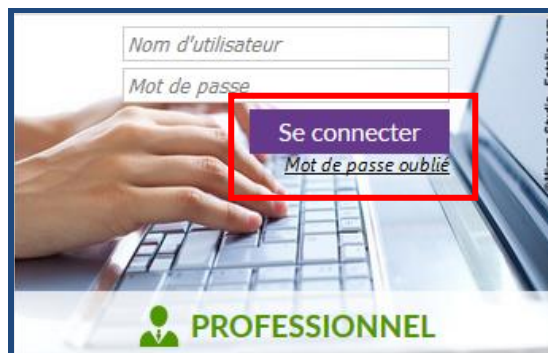 Nom d'utilisateur
Mot de passe
Se connecter
Mot de passe oublié
PROFESSIONNEL